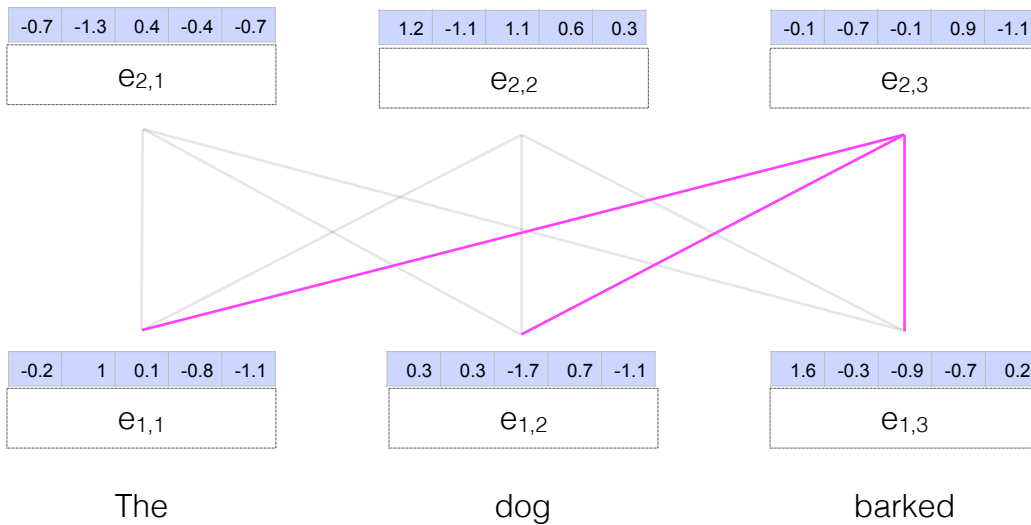 -0.7 -1.3 0.4 -0.4 -0.7 1.2 -1.1 1.1 0.6 0.3 -0.1 -0.7 -0.1 0.9 -1.1
e2,1 e2,2 e2,3
-0.2 1 0.1 -0.8 -1.1 0.3 0.3 -1.7 0.7 -1.1 1.6 -0.3 -0.9 -0.7 0.2
e1,1 e1,2 e1,3
The dog barked